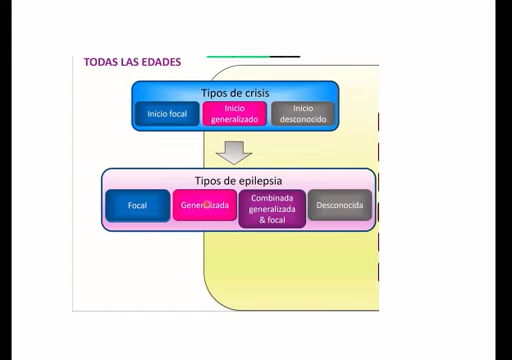 TODAS LAS EDADES
Tipos de crisis
Inicio focal
Inicio
generalizado
Inicio
desconocido
Tipos de epilepsia
Focal
Generalizada
Combinada
generalizada
& focal
Desconocida